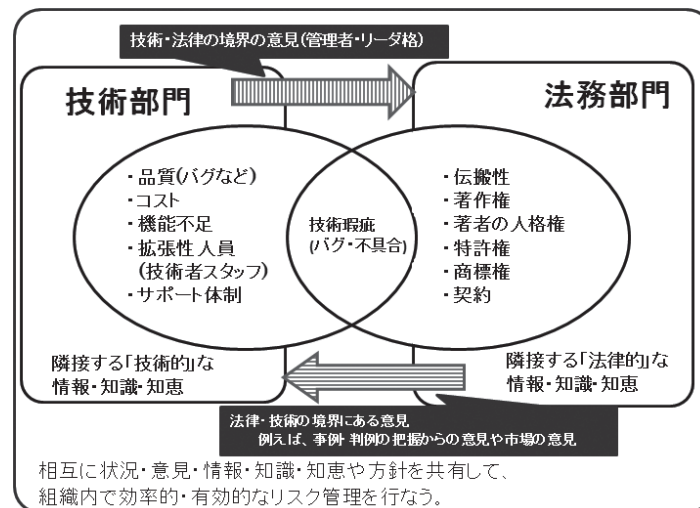 技術・法律の境界の意見(管理者・リーダ格)
技術部門
法務部門
・品質(バグなど)
・コスト
・機能不足
・拡張性人員
(技術者スタッフ)
・サポート体制
技術瑕疵
(バグ・不具合)
・伝搬性
・著作権
・著者の人格権
・特許権
・商標権
・契約
隣接する「技術的」な
情報・知識・知恵
隣接する「法律的」な
情報・知識・知恵
法律・技術の境界にある意見
例えば、事例・判例の把握からの意見や市場の意見
相互に状況・意見・情報・知識・知恵や方針を共有して、
組織内で効率的・有効的なリスク管理を行なう。